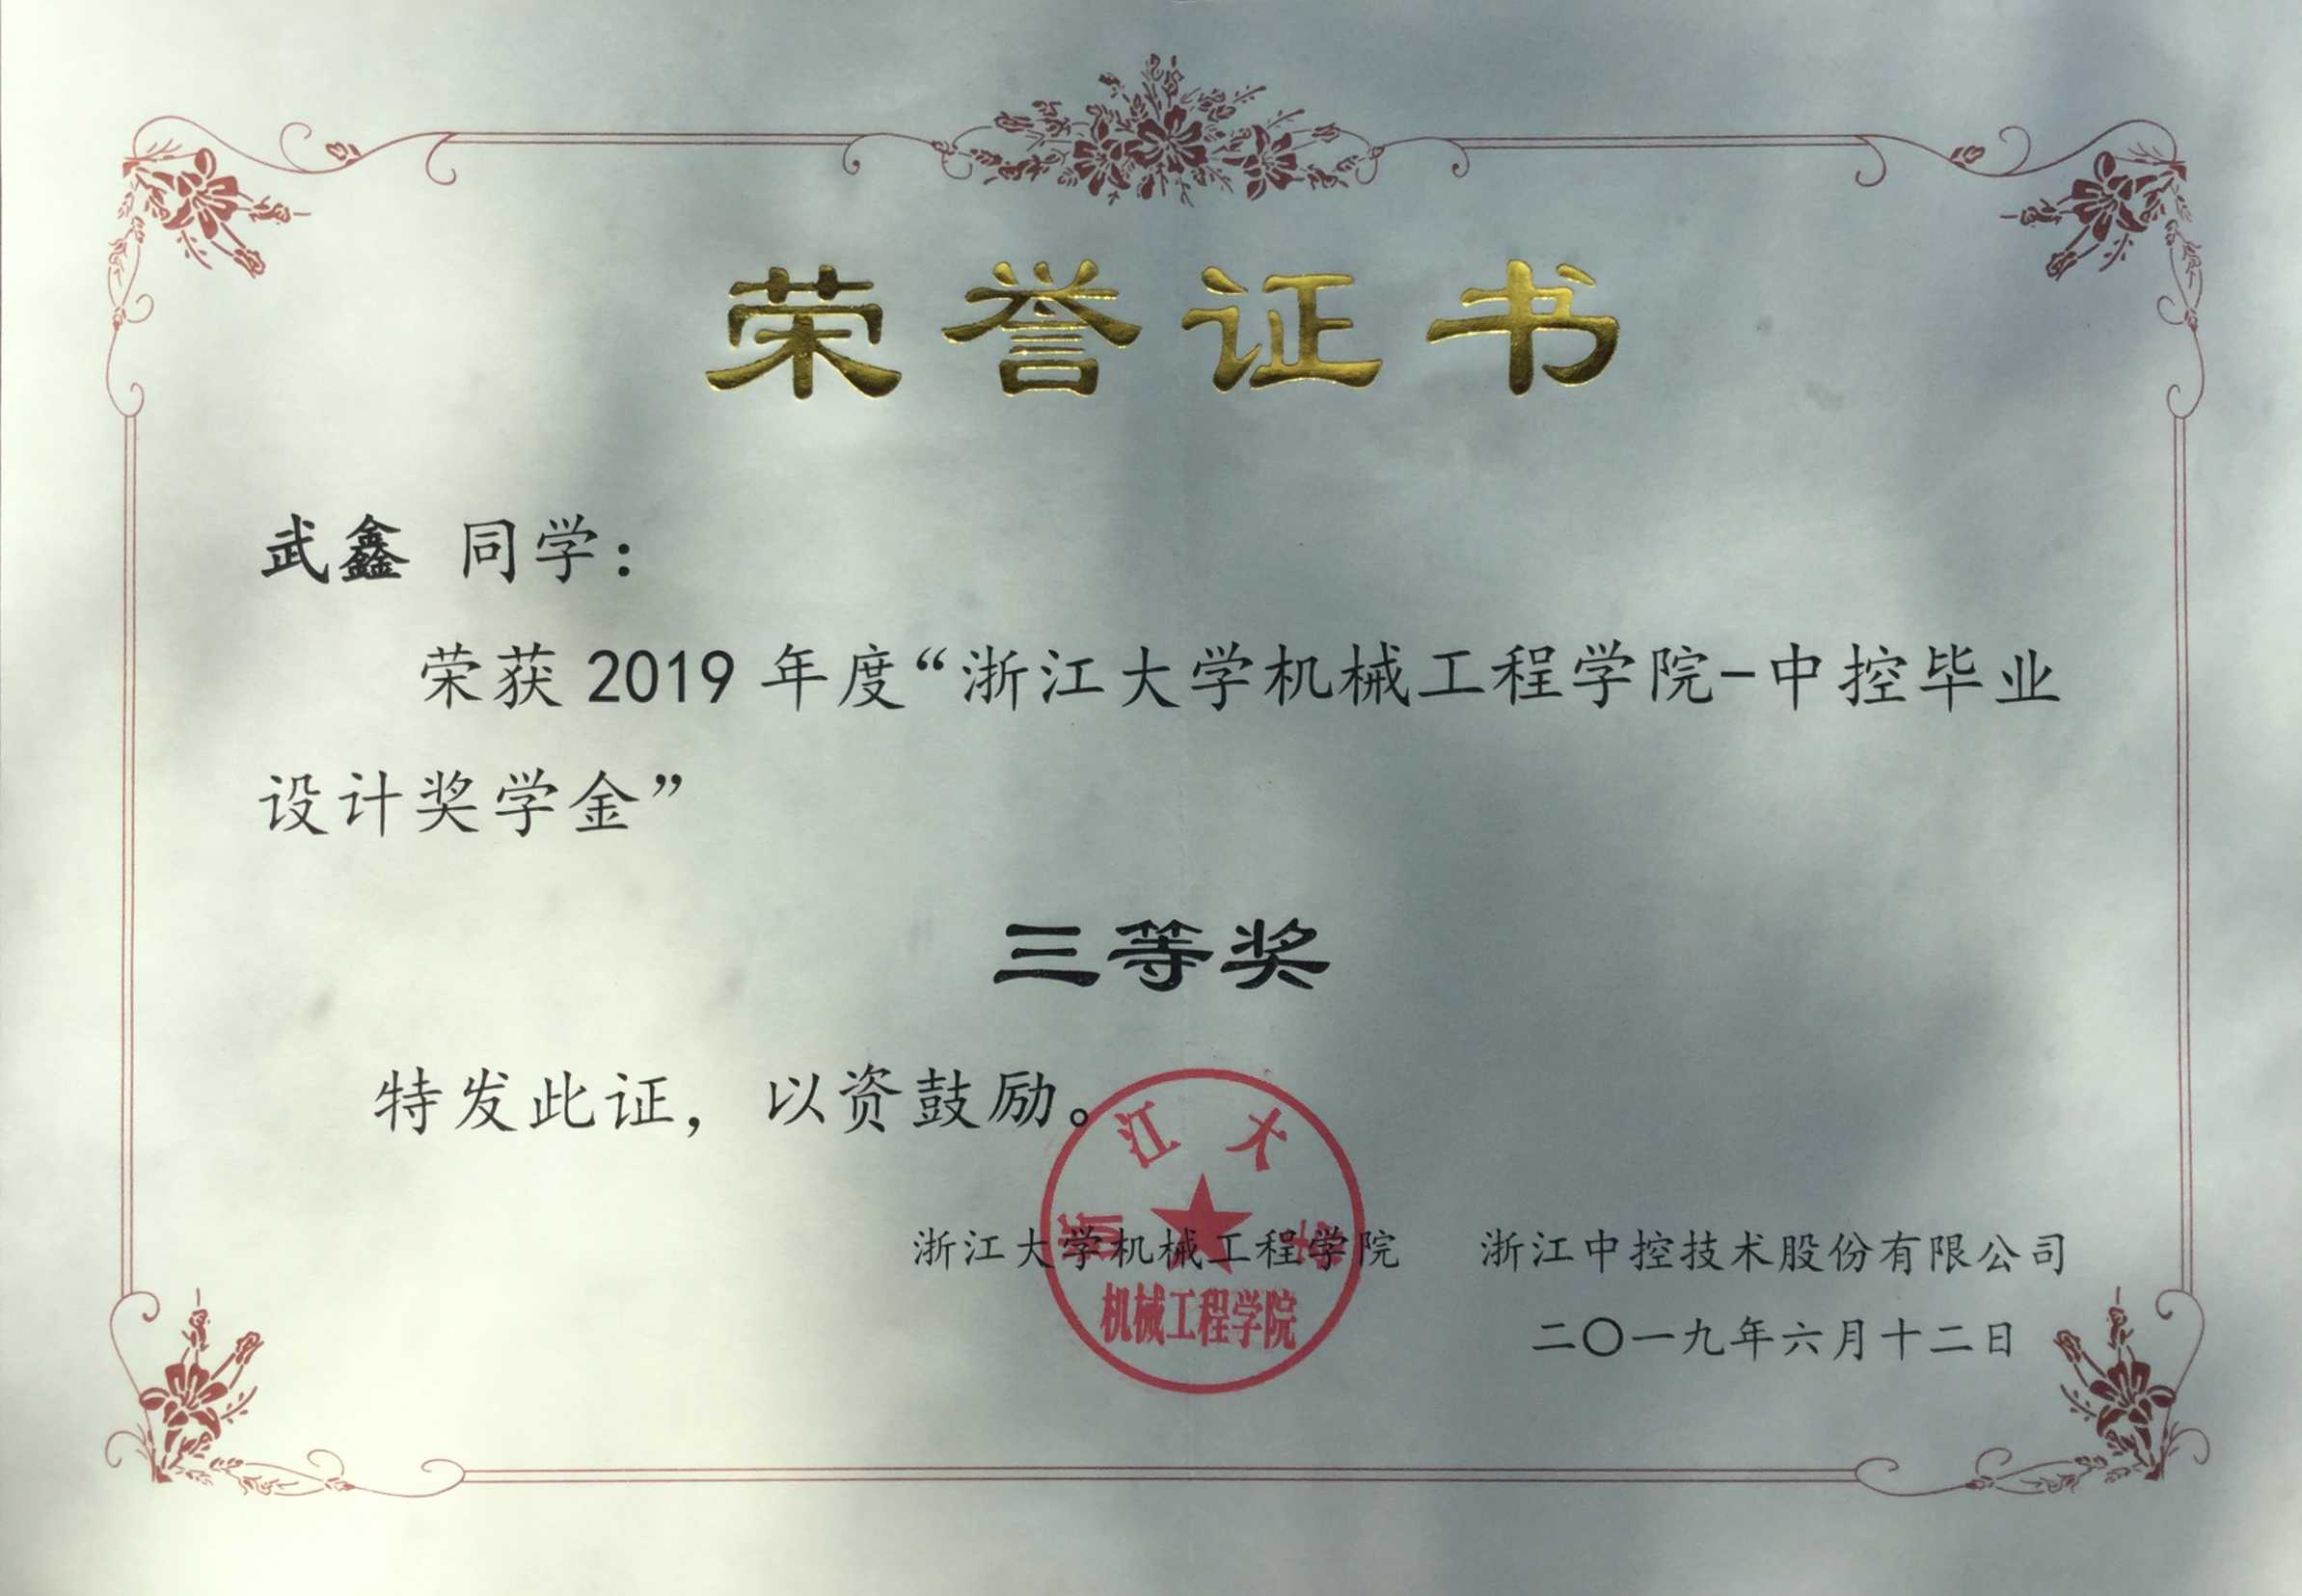 荣誉证书
武鑫 同学：
荣获 2019 年度“浙江大学机械工程学院-中控毕业
设计奖学金”
三等奖
特发此证，以资鼓励。
浙江大学机械工程学院 浙江中控技术股份有限公司
二〇一九年六月十二日
浙江大学
机械工程学院